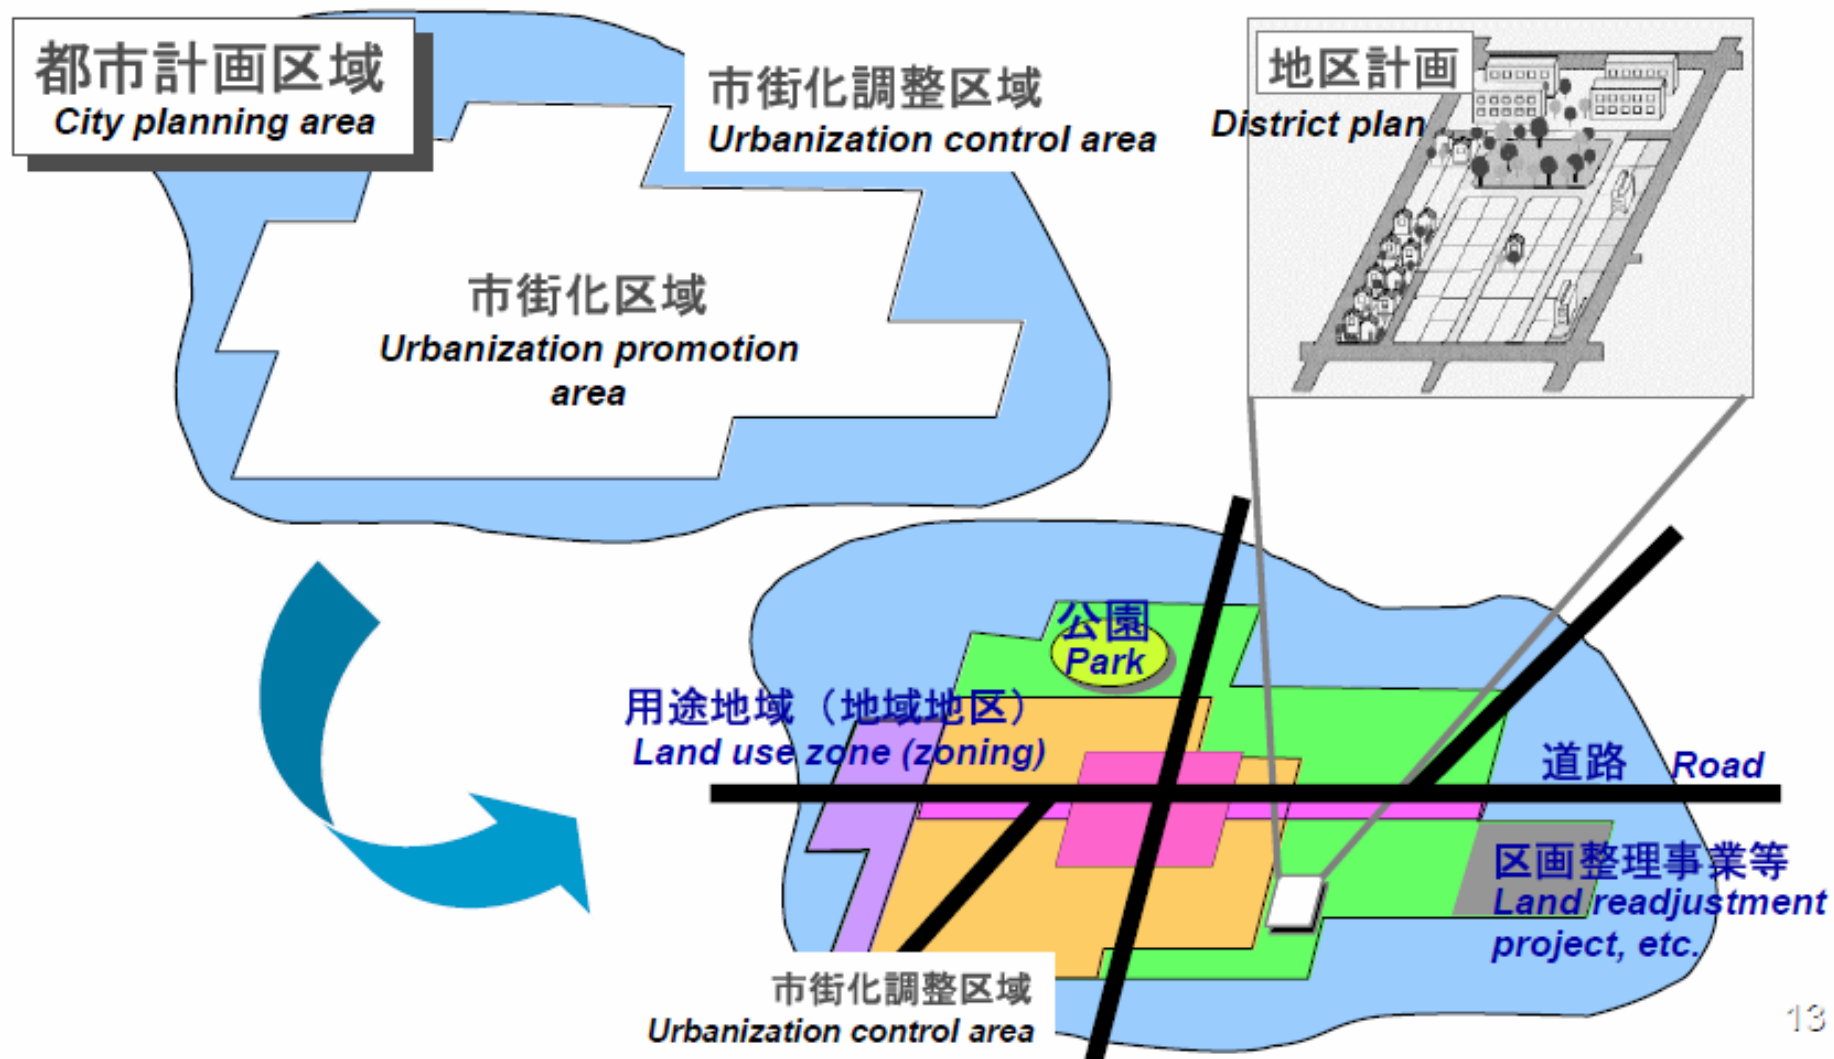 都市計画区域
City planning area
市街化調整区域
Urbanization control area
地区計画
District plan
市街化区域
Urbanization promotion
area
公園
Park
用途地域（地域地区）
Land use zone (zoning)
道路 Road
区画整理事業等
Land readjustment
project, etc.
市街化調整区域
Urbanization control area
13